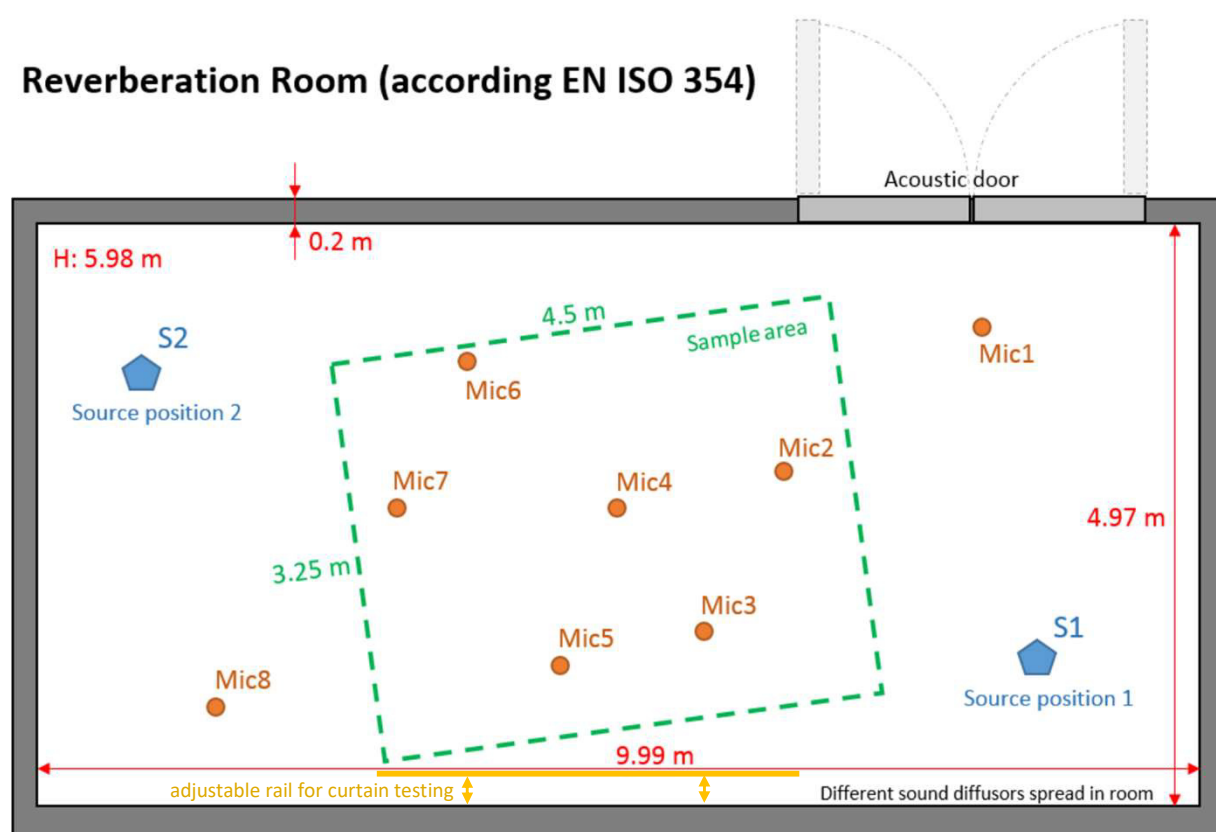 Reverberation Room (according EN ISO 354)
Acoustic door
0.2 m
H: 5.98 m
4.5 m
Sample area
S2
Source position 2
Mic1
Mic6
Mic2
Mic7
Mic4
4.97 m
3.25 m
Mic3
S1
Mic5
Source position 1
Mic8
9.99 m
adjustable rail for curtain testing
Different sound diffusors spread in room